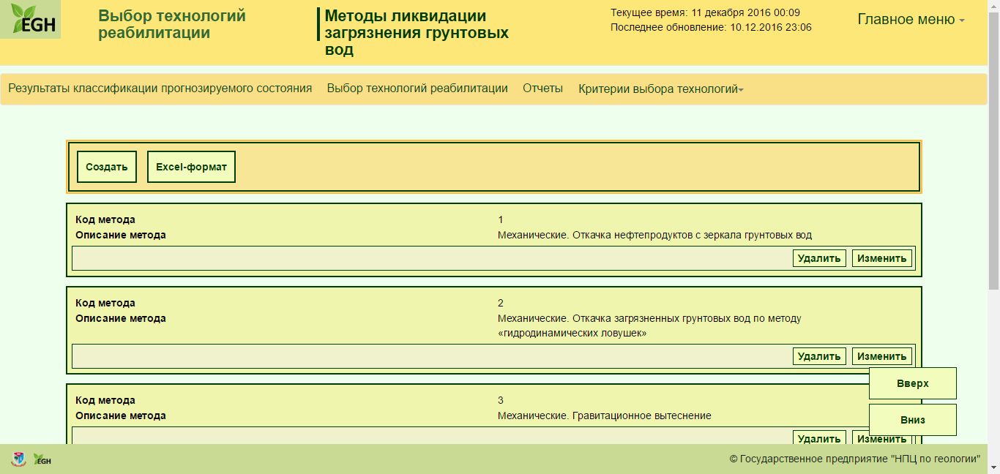 EGH
Выбор технологий
реабилитации
Методы ликвидации
загрязнения грунтовых
вод
Текущее время: 11 декабря 2016 00:09
Последнее обновление: 10.12.2016 23:06
Главное меню
Результаты классификации прогнозируемого состояния Выбор технологий реабилитации Отчеты Критерии выбора технологий
Создать Excel-формат
Код метода 1
Описание метода Механические. Откачка нефтепродуктов с зеркала грунтовых вод
Удалить Изменить
Код метода 2
Описание метода Механические. Откачка загрязненных грунтовых вод по методу
«гидродинамических ловушек»
Удалить Изменить
Вверх
Код метода 3
Описание метода Механические. Гравитационное вытеснение
Вниз
Удалить Изменить
EGH © Государственное предприятие "НПЦ по геологии"